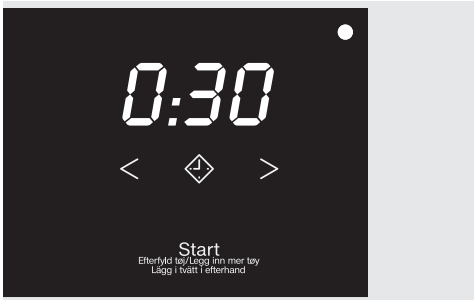 0:30
< >
Start
Efterfyld tøj/Legg inn mer tøy
Lägg i tvätt i efterhand